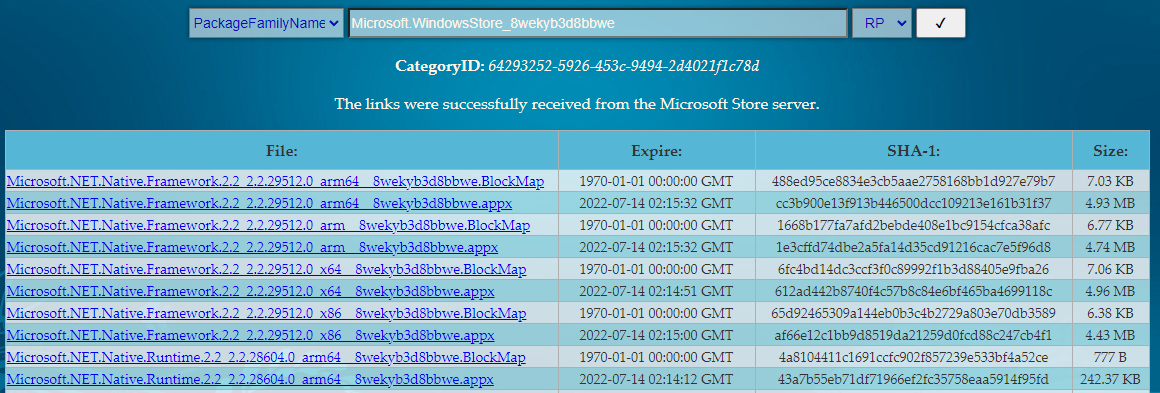 PackageFamilyName Microsoft.WindowsStore_8wekyb3d8bbwe RP ✓
CategoryID: 64293252-5926-453c-9494-2d4021f1c78d
The links were successfully received from the Microsoft Store server.
File: Expire: SHA-1: Size:
Microsoft.NET.Native.Framework.2.2_2.2.29512.0_arm64__8wekyb3d8bbwe.BlockMap 1970-01-01 00:00:00 GMT 488ed95ce8834e3cb5aae2758168bb1d927e79b7 7.03 KB
Microsoft.NET.Native.Framework.2.2_2.2.29512.0_arm64__8wekyb3d8bbwe.appx 2022-07-14 02:15:32 GMT cc3b900e13f913b446500dcc109213e161b31f37 4.93 MB
Microsoft.NET.Native.Framework.2.2_2.2.29512.0_arm__8wekyb3d8bbwe.BlockMap 1970-01-01 00:00:00 GMT 1668b177fa7afd2bebde408e1bc9154cfca38afc 6.77 KB
Microsoft.NET.Native.Framework.2.2_2.2.29512.0_arm__8wekyb3d8bbwe.appx 2022-07-14 02:15:32 GMT 1e3cffd74dbe2a5fa14d35cd91216cac7e5f96d8 4.74 MB
Microsoft.NET.Native.Framework.2.2_2.2.29512.0_x64__8wekyb3d8bbwe.BlockMap 1970-01-01 00:00:00 GMT 6fc4bd14dc3ccf3f0c89992f1b3d88405e9fba26 7.06 KB
Microsoft.NET.Native.Framework.2.2_2.2.29512.0_x64__8wekyb3d8bbwe.appx 2022-07-14 02:14:51 GMT 612ad442b8740f4c57b8c84e6bf465ba4699118c 4.96 MB
Microsoft.NET.Native.Framework.2.2_2.2.29512.0_x86__8wekyb3d8bbwe.BlockMap 1970-01-01 00:00:00 GMT 65d92465309a144eb0b3c4b2729a803e70db3589 6.38 KB
Microsoft.NET.Native.Framework.2.2_2.2.29512.0_x86__8wekyb3d8bbwe.appx 2022-07-14 02:15:00 GMT af66e12c1bb9d8519da21259d0fcd88c247cb4f1 4.43 MB
Microsoft.NET.Native.Runtime.2.2_2.2.28604.0_arm64__8wekyb3d8bbwe.BlockMap 1970-01-01 00:00:00 GMT 4a8104411c1691ccfc902f857239e533bf4a52ce 777 B
Microsoft.NET.Native.Runtime.2.2_2.2.28604.0_arm64__8wekyb3d8bbwe.appx 2022-07-14 02:14:12 GMT 43a7b55eb71df71966ef2fc35758eaa5914f95fd 242.37 KB